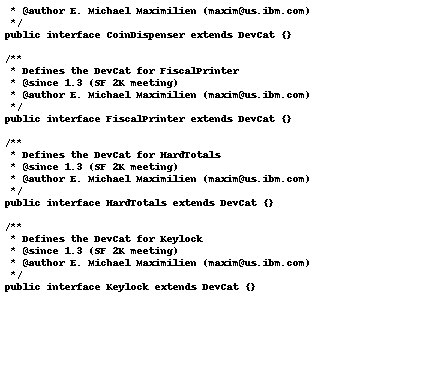 * @author E. Michael Maximilien (maxim@us.ibm.com)
 */
public interface CoinDispenser extends DevCat {}
/**
 * Defines the DevCat for FiscalPrinter
 * @since 1.3 (SF 2K meeting)
 * @author E. Michael Maximilien (maxim@us.ibm.com)
 */
public interface FiscalPrinter extends DevCat {}
/**
 * Defines the DevCat for HardTotals
 * @since 1.3 (SF 2K meeting)
 * @author E. Michael Maximilien (maxim@us.ibm.com)
 */
public interface HardTotals extends DevCat {}
/**
 * Defines the DevCat for Keylock
 * @since 1.3 (SF 2K meeting)
 * @author E. Michael Maximilien (maxim@us.ibm.com)
 */
public interface Keylock extends DevCat {}